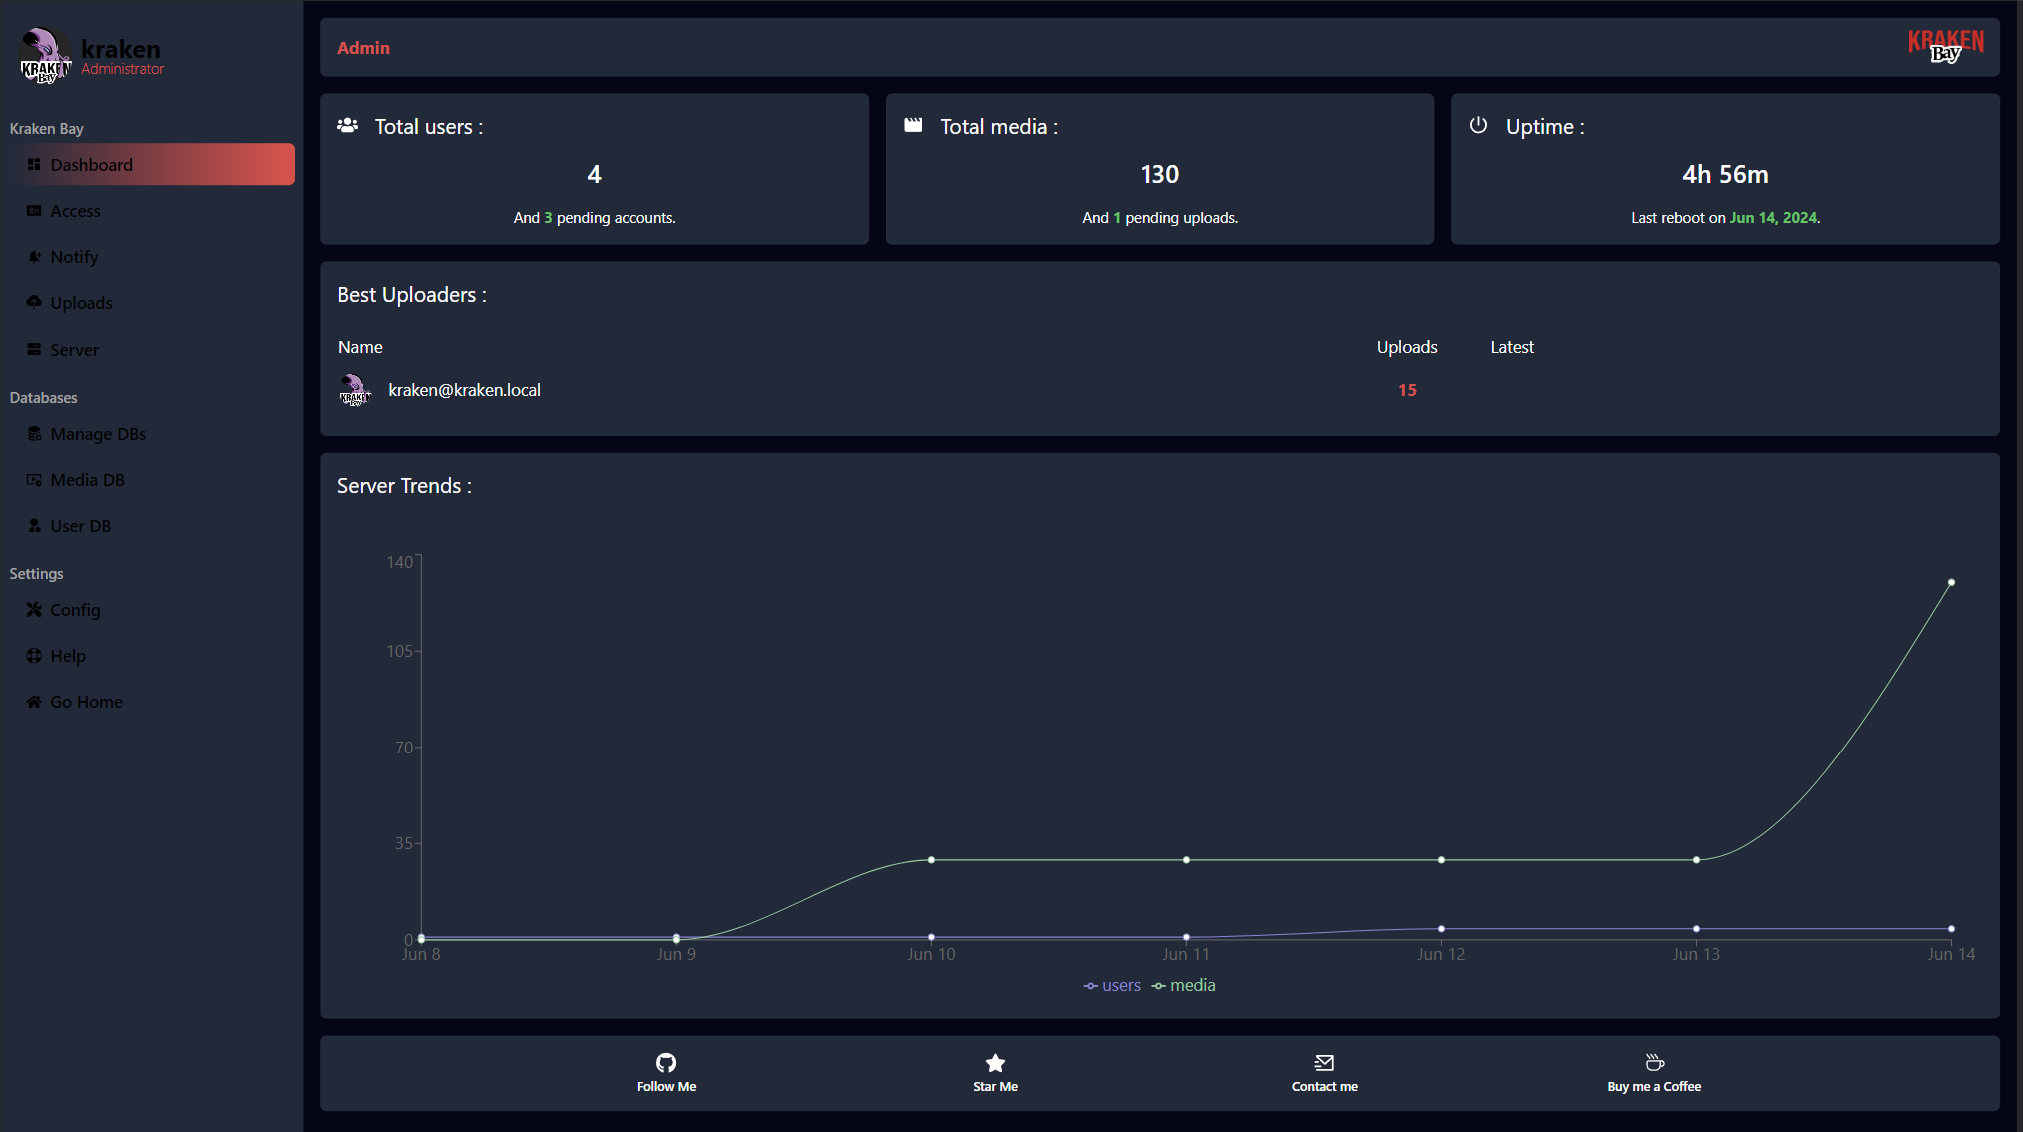 KRAKEN
Bay
kraken
Administrator
Kraken Bay
Dashboard
Access
Notify
Uploads
Server
Databases
Manage DBs
Media DB
User DB
Settings
Config
Help
Go Home
Admin
KRAKEN
Bay
Total users :
4
And 3 pending accounts.
Total media :
130
And 1 pending uploads.
Uptime :
4h 56m
Last reboot on Jun 14, 2024.
Best Uploaders :
Name Uploads Latest
KRAKEN
Bay
kraken@kraken.local 15
Server Trends :
140
105
70
35
0
Jun 8 Jun 9 Jun 10 Jun 11 Jun 12 Jun 13 Jun 14
users media
Follow Me Star Me Contact me Buy me a Coffee